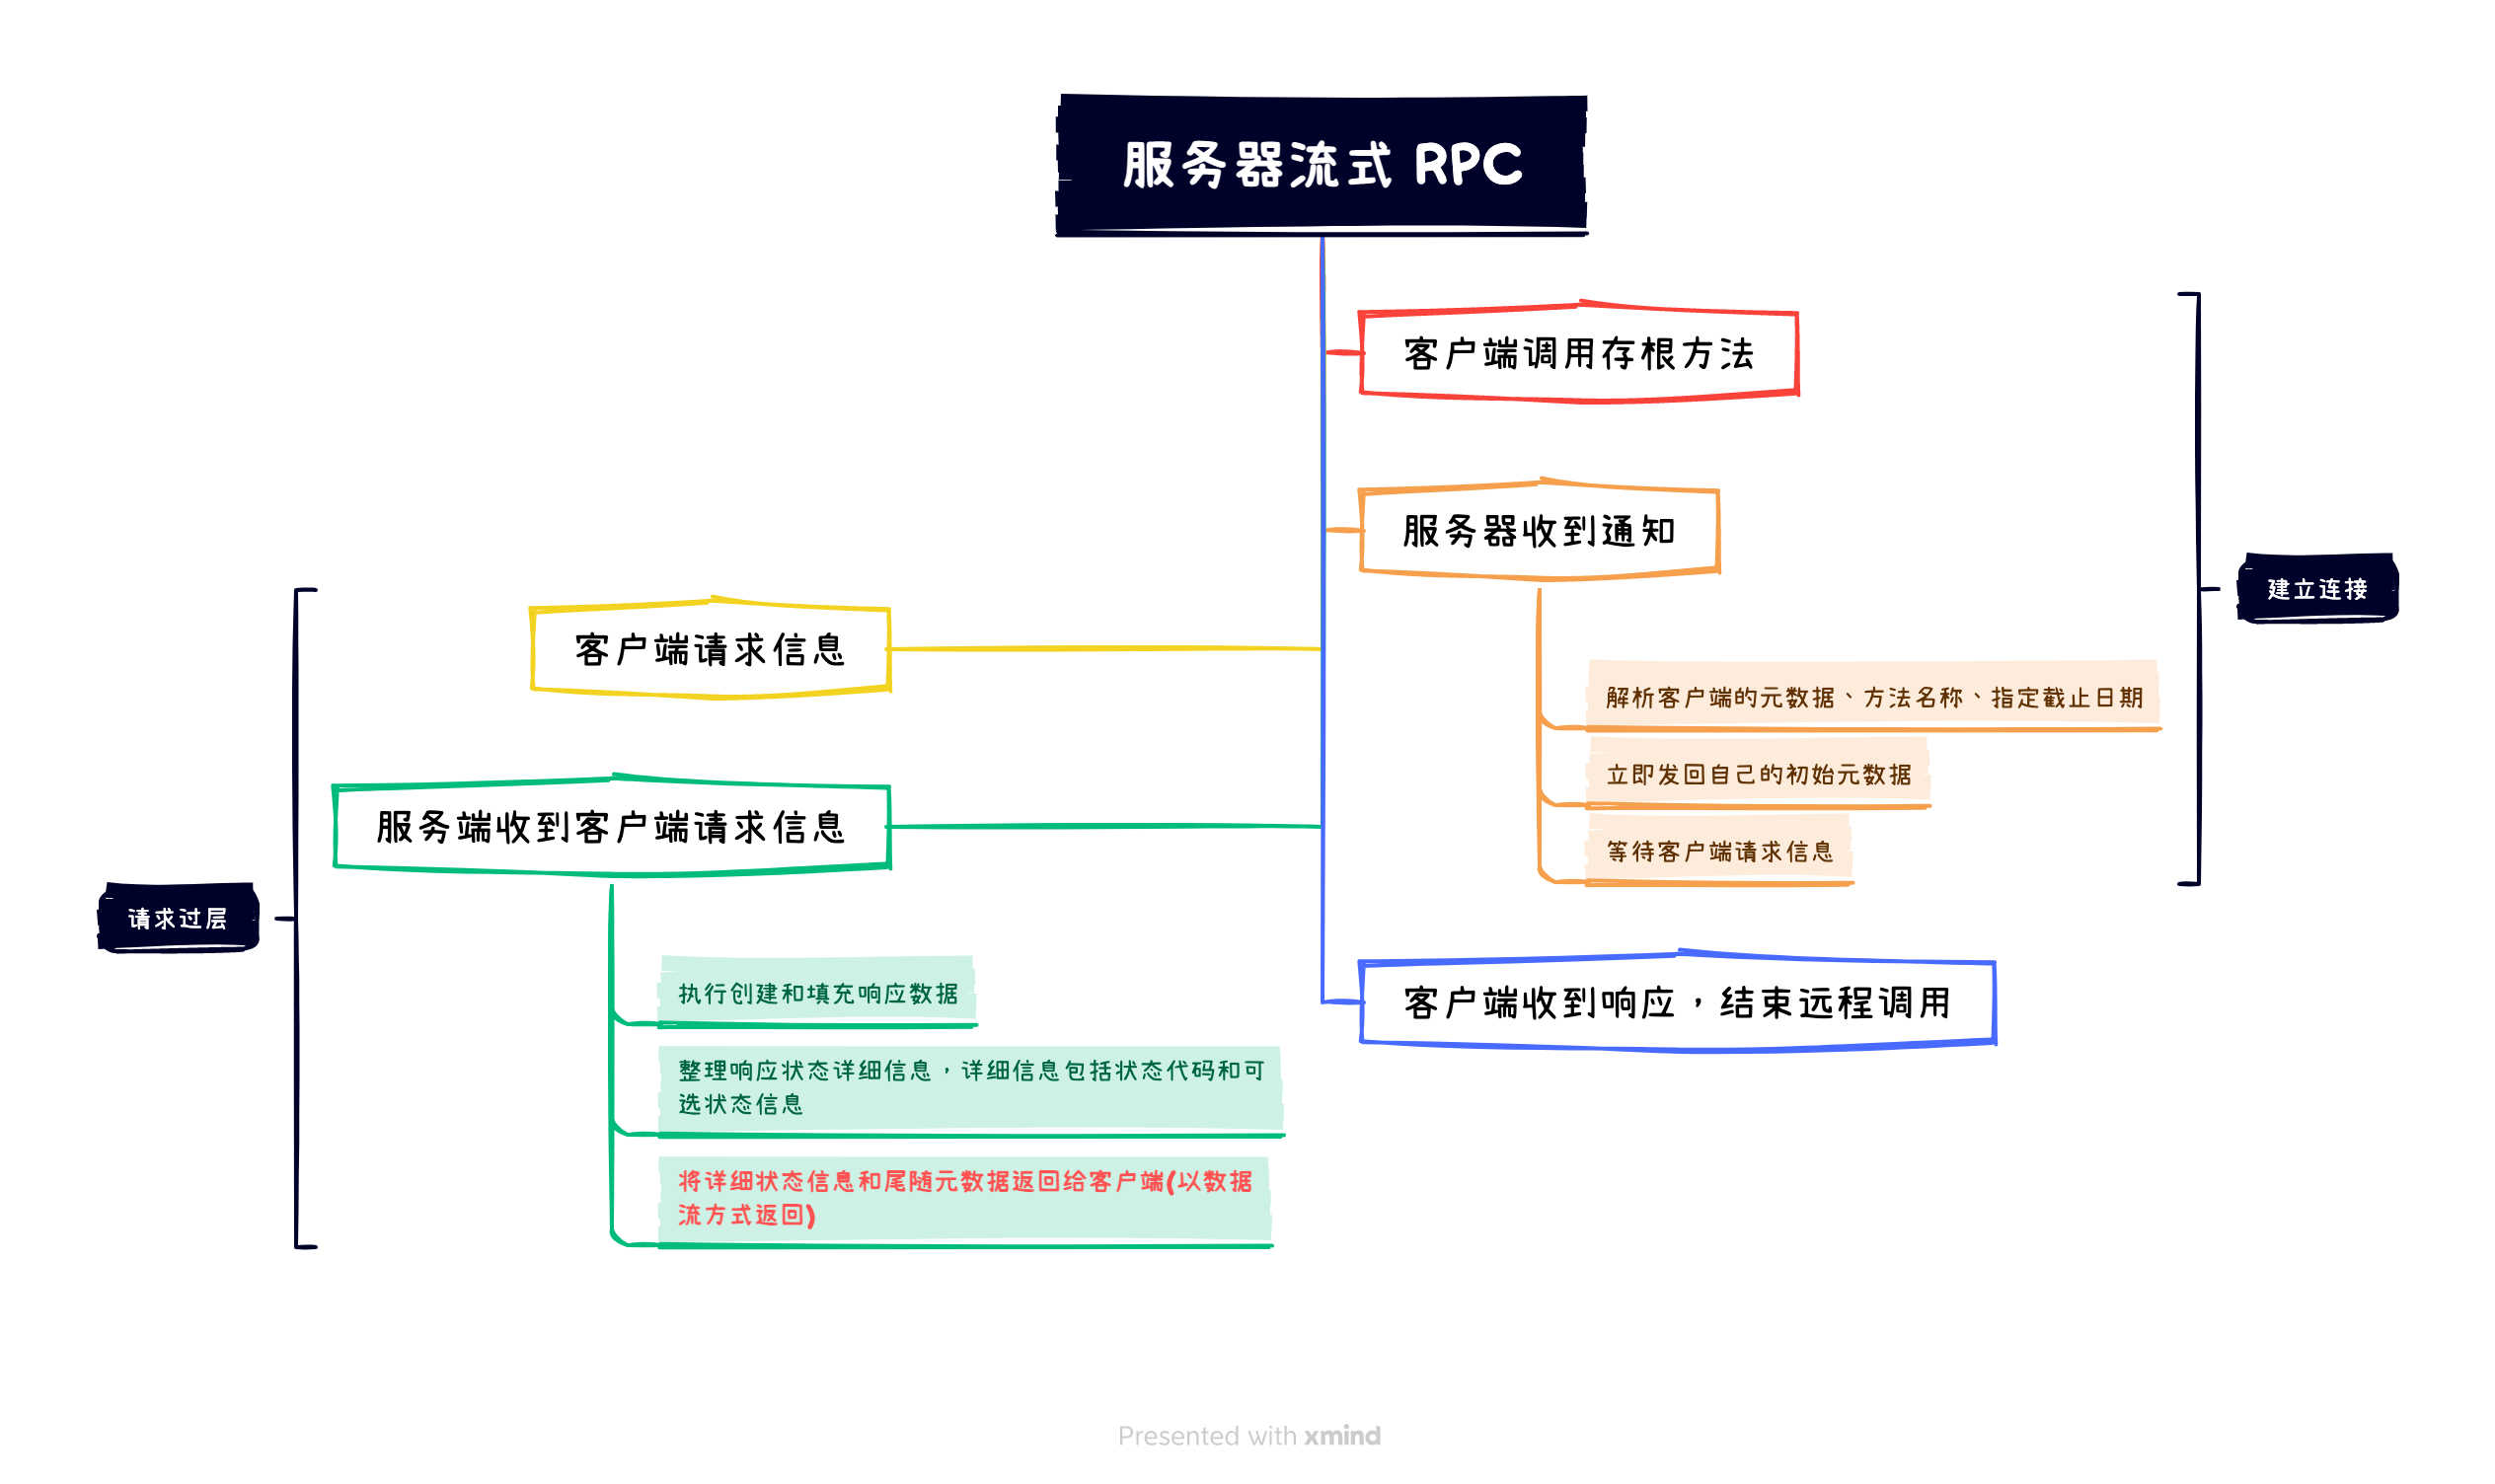 服务器流式 RPC
客户端调用存根方法
服务器收到通知
建立连接
解析客户端的元数据、方法名称、指定截止日期
立即发回自己的初始元数据
等待客户端请求信息
客户端请求信息
服务端收到客户端请求信息
请求过层
执行创建和填充响应数据
整理响应状态详细信息，详细信息包括状态代码和可
选状态信息
将详细状态信息和尾随元数据返回给客户端(以数据
流方式返回)
客户端收到响应，结束远程调用
Presented with xmind